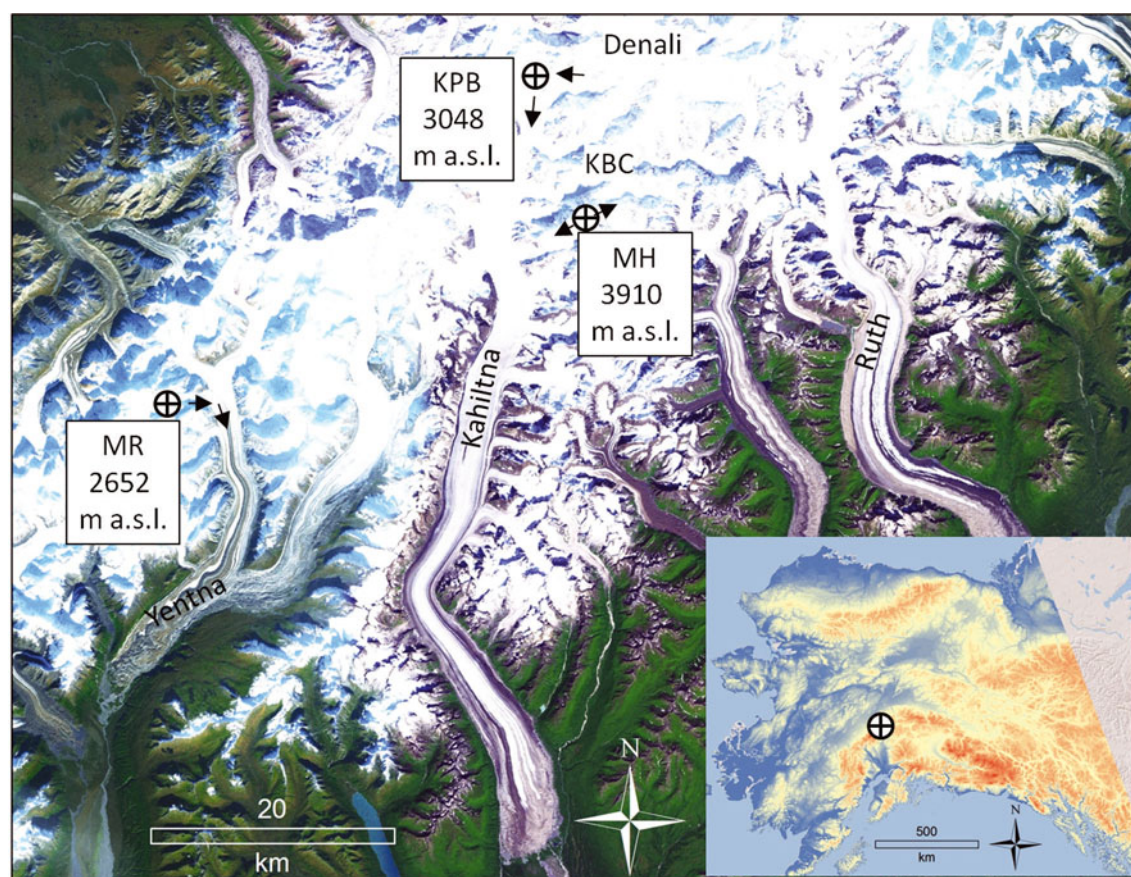 Denali
KPB
3048
m a.s.l.
KBC
MH
3910
m a.s.l.
Kahiltna
Ruth
MR
2652
m a.s.l.
Yentna
N
20
km
N
500
km